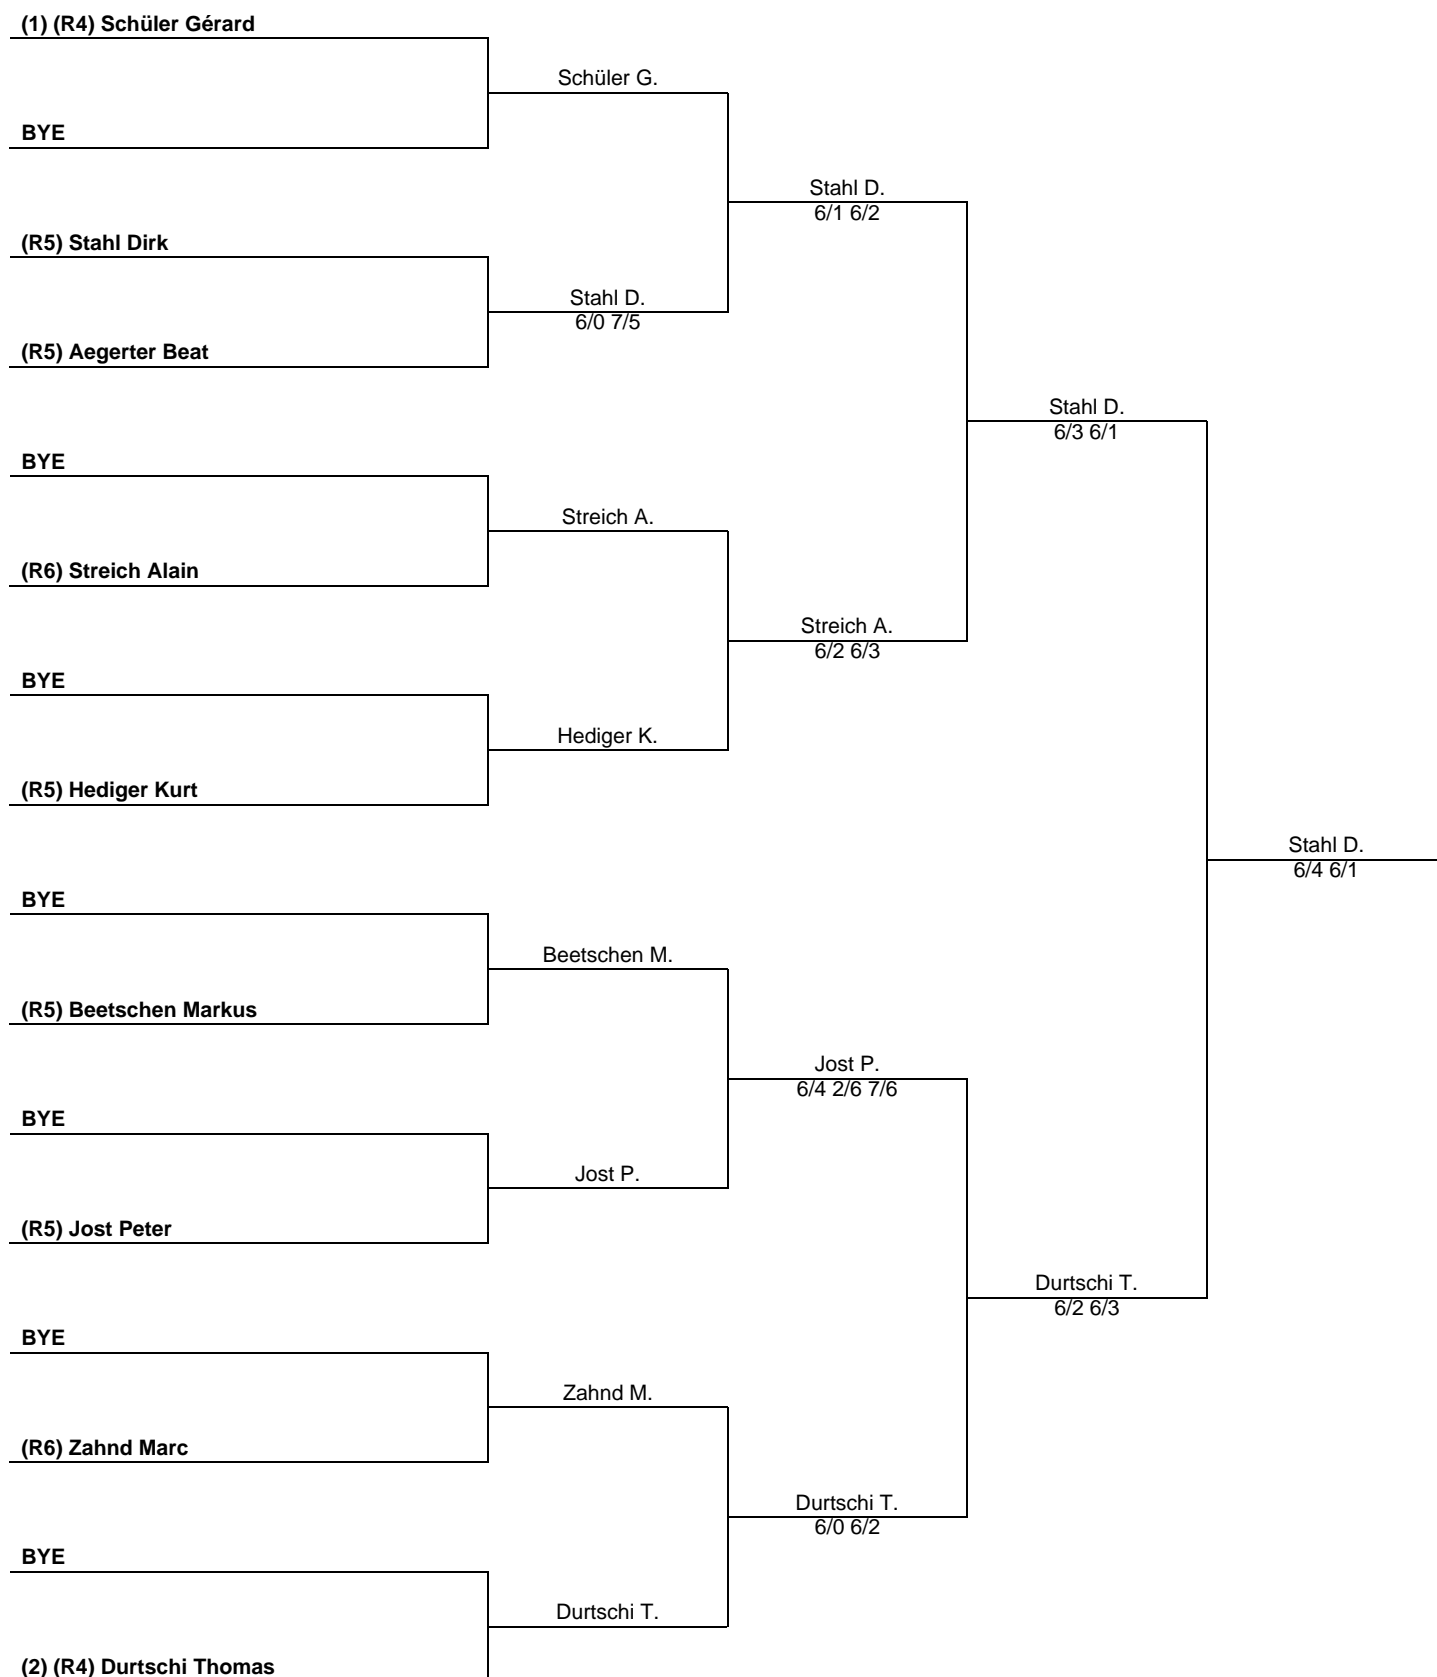 (1) (R4) Schüler Gérard
Schüler G.
BYE
Stahl D.
6/1 6/2
(R5) Stahl Dirk
Stahl D.
6/0 7/5
(R5) Aegerter Beat
Stahl D.
6/3 6/1
BYE
Streich A.
(R6) Streich Alain
Streich A.
6/2 6/3
BYE
Hediger K.
(R5) Hediger Kurt
Stahl D.
6/4 6/1
BYE
Beetschen M.
(R5) Beetschen Markus
Jost P.
6/4 2/6 7/6
BYE
Jost P.
(R5) Jost Peter
Durtschi T.
6/2 6/3
BYE
Zahnd M.
(R6) Zahnd Marc
Durtschi T.
6/0 6/2
BYE
Durtschi T.
(2) (R4) Durtschi Thomas